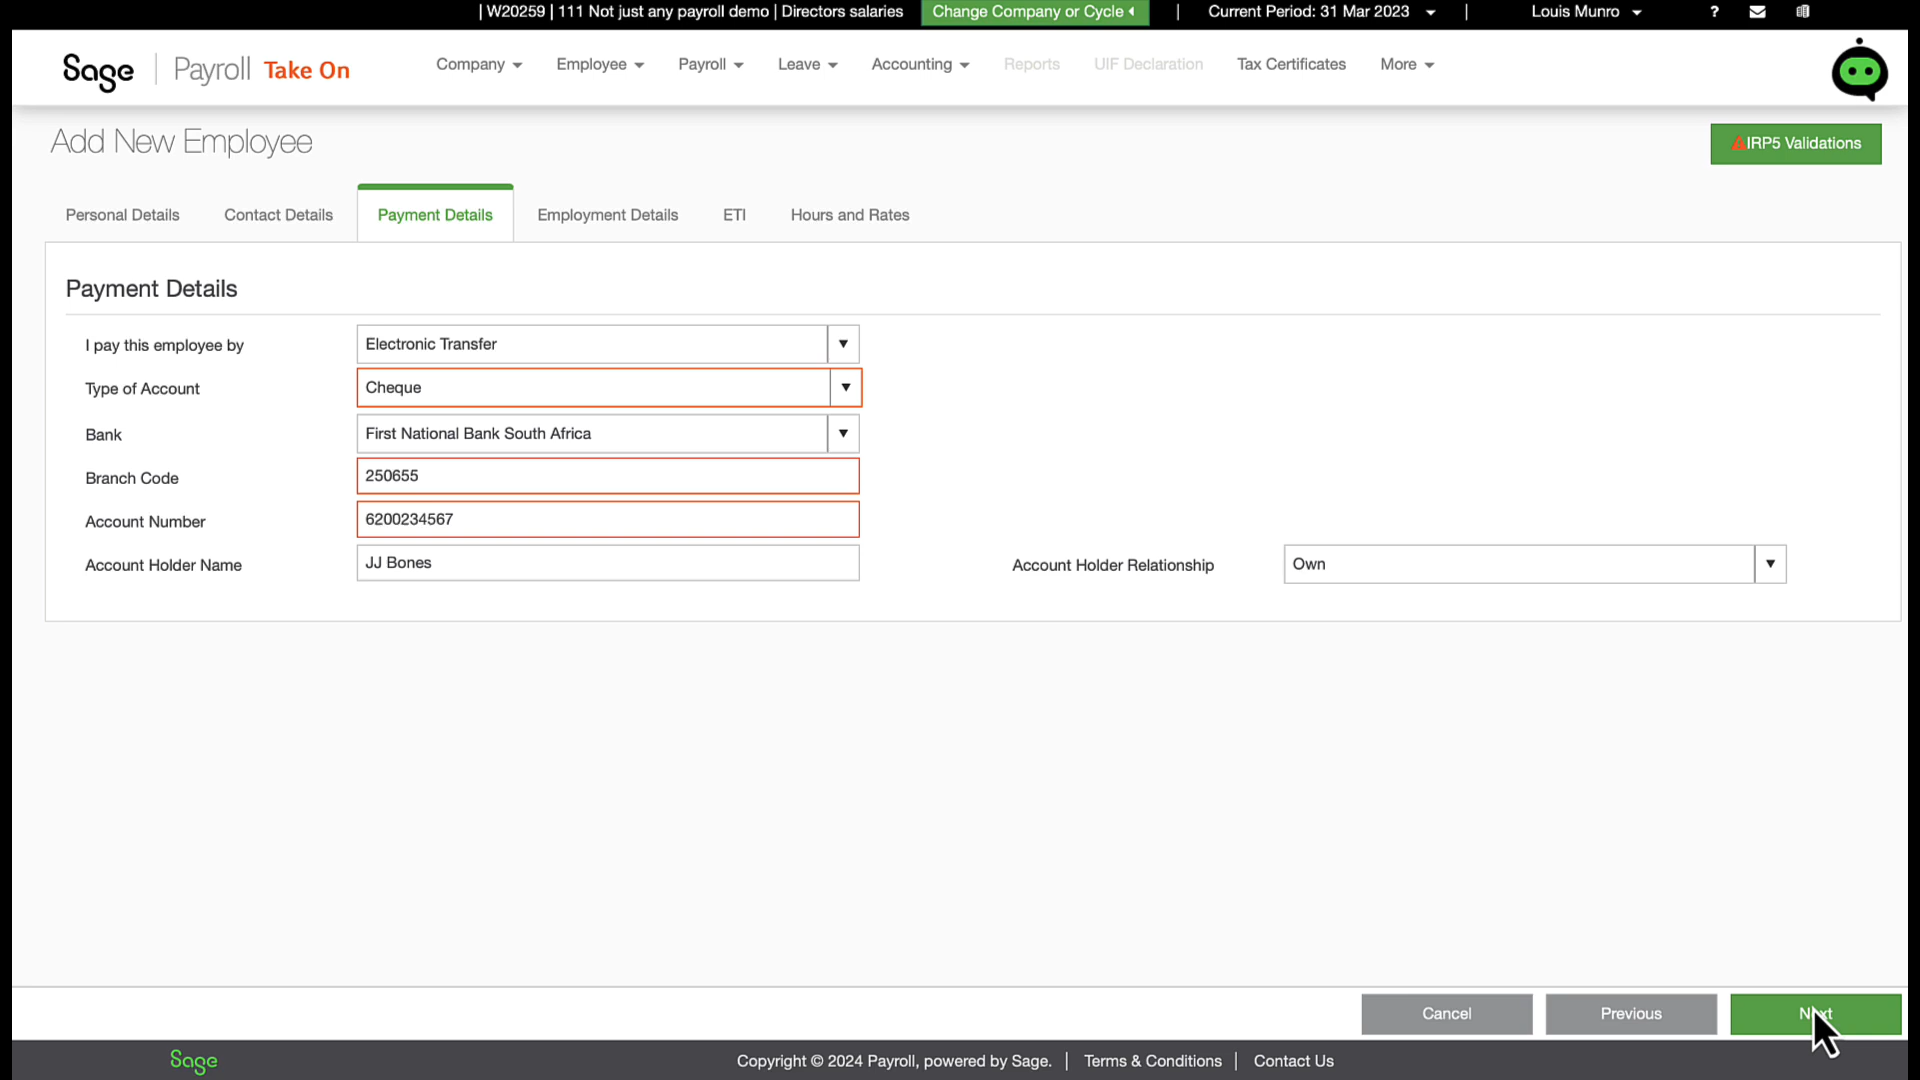 | W20259 | 111 Not just any payroll demo | Directors salaries Change Company or Cycle | Current Period: 31 Mar 2023 | Louis Munro ?
Sage Payroll Take On Company Employee Payroll Leave Accounting Reports UIF Declaration Tax Certificates More
Add New Employee
IRP5 Validations
Personal Details Contact Details Payment Details Employment Details ETI Hours and Rates
Payment Details
I pay this employee by Electronic Transfer
Type of Account Cheque
Bank First National Bank South Africa
Branch Code 250655
Account Number 6200234567
Account Holder Name JJ Bones Account Holder Relationship Own
Cancel Previous Next
Sage Copyright © 2024 Payroll, powered by Sage. | Terms & Conditions | Contact Us